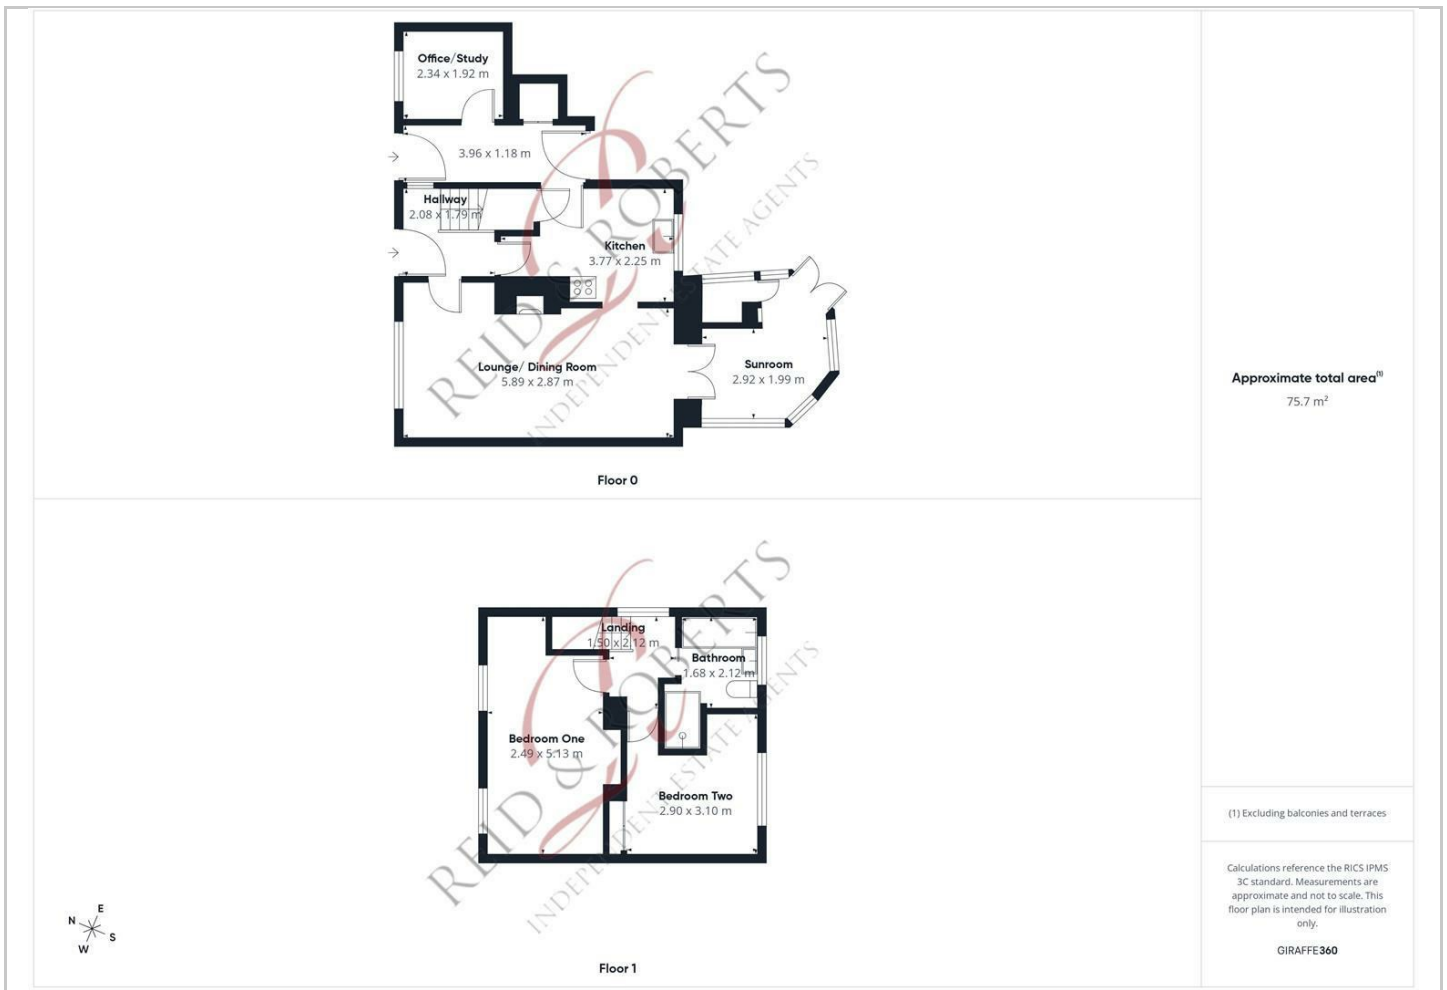 Office/Study
2.34 x 1.92 m
3.96 x 1.18 m
Hallway
2.08 x 1.79 m
Kitchen
3.77 x 2.25 m
Lounge/ Dining Room
5.89 x 2.87 m
Sunroom
2.92 x 1.99 m
REID & ROBERTS
INDEPENDENT ESTATE AGENTS
Floor 0
Approximate total area(1)
75.7 m²
Landing
1.50 x 2.12 m
Bathroom
1.68 x 2.12 m
Bedroom One
2.49 x 5.13 m
Bedroom Two
2.90 x 3.10 m
REID & ROBERTS
INDEPENDENT ESTATE AGENTS
N E
W S
Floor 1
(1) Excluding balconies and terraces
Calculations reference the RICS IPMS
3C standard. Measurements are
approximate and not to scale. This
floor plan is intended for illustration
only.
GIRAFFE360